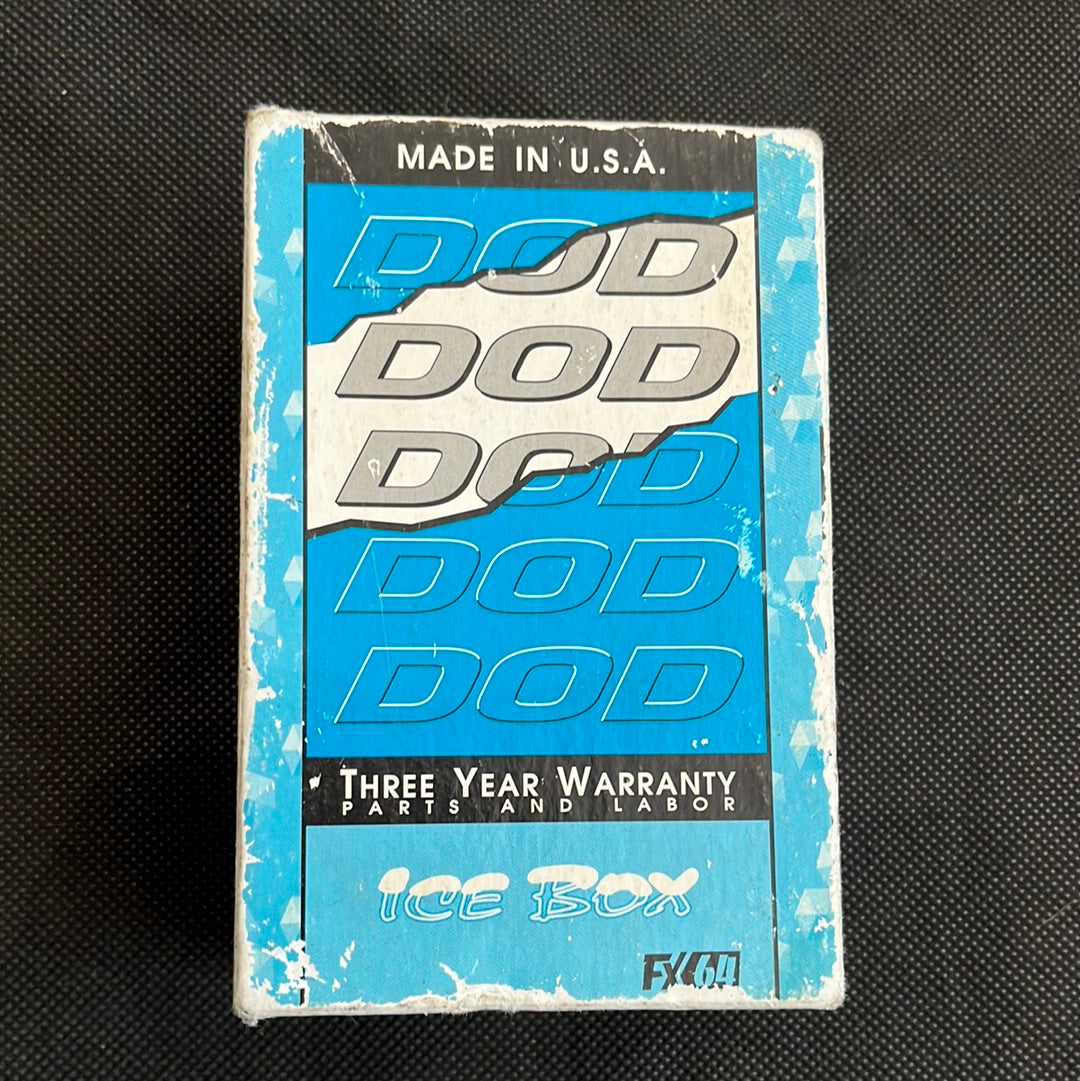 MADE IN U.S.A.
DOD
DOD
DOD
DOD
DOD
THREE YEAR WARRANTY
PARTS AND LABOR
ICE BOX
FX64